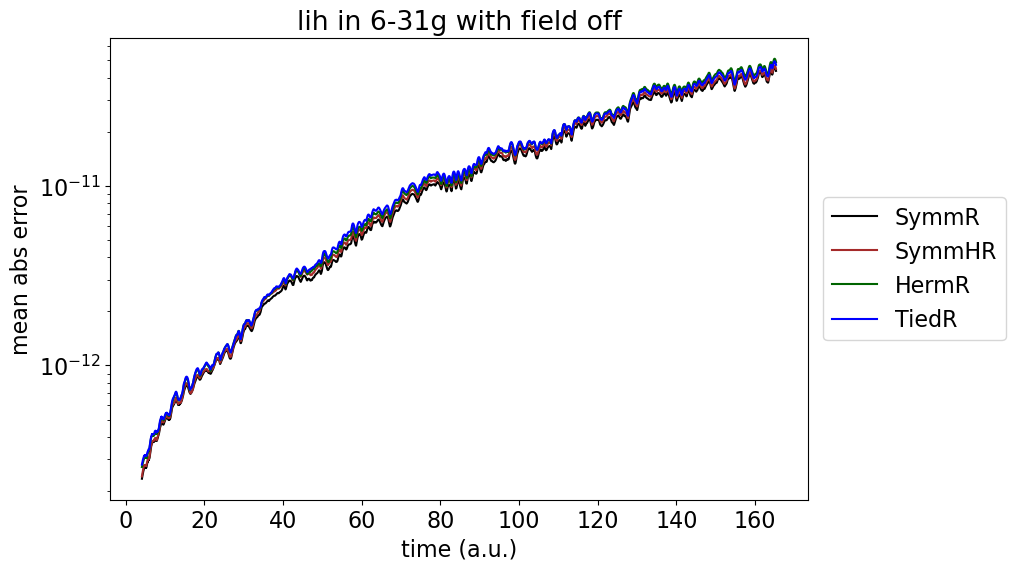 lih in 6-31g with field off
mean abs error
10⁻¹¹
10⁻¹²
0 20 40 60 80 100 120 140 160
time (a.u.)
SymmR
SymmHR
HermR
TiedR